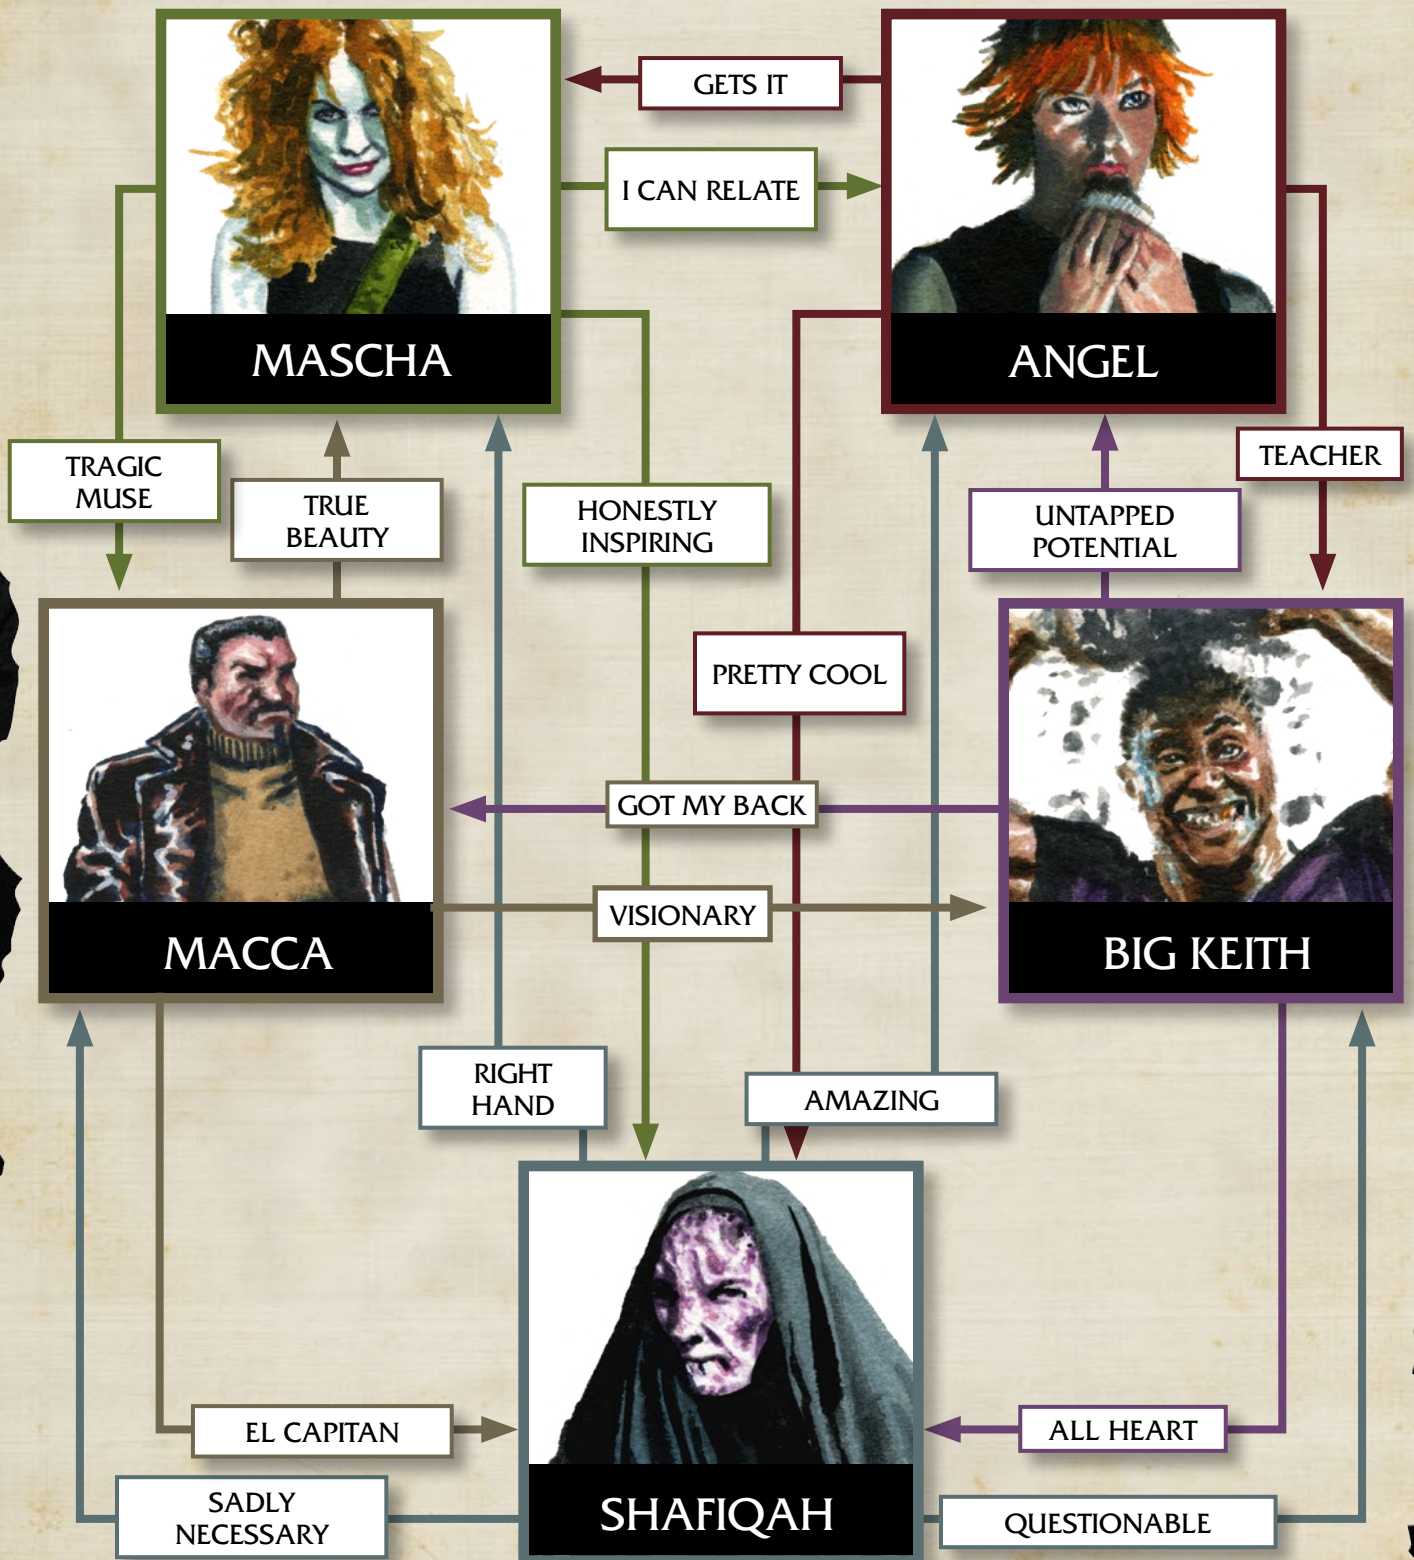 GETS IT
I CAN RELATE
MASCHA
ANGEL
TRAGIC
MUSE
TRUE
BEAUTY
HONESTLY
INSPIRING
UNTAPPED
POTENTIAL
TEACHER
PRETTY COOL
GOT MY BACK
VISIONARY
MACCA
BIG KEITH
RIGHT
HAND
AMAZING
EL CAPITAN
ALL HEART
SADLY
NECESSARY
SHAFIQAH
QUESTIONABLE